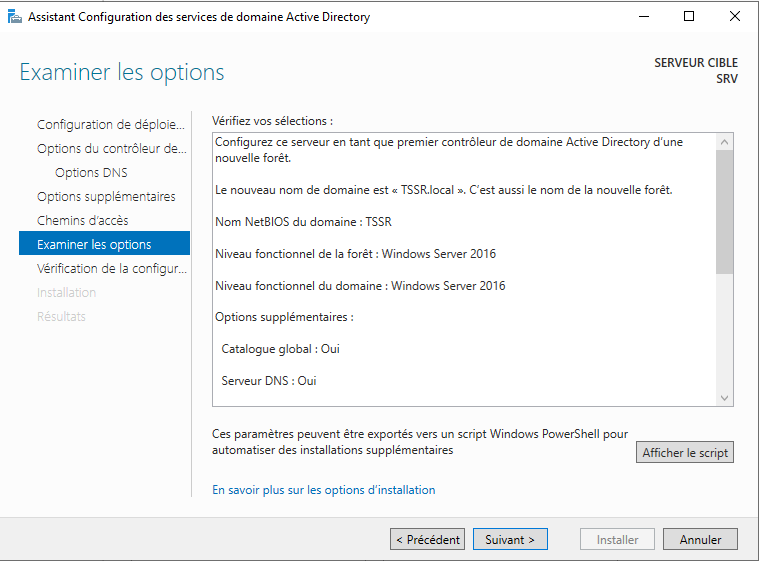 Assistant Configuration des services de domaine Active Directory
Examiner les options
SERVEUR CIBLE
SRV
Configuration de déploie...
Options du contrôleur de...
Options DNS
Options supplémentaires
Chemins d’accès
Examiner les options
Vérification de la configur...
Installation
Résultats
Vérifiez vos sélections :
Configurez ce serveur en tant que premier contrôleur de domaine Active Directory d’une
nouvelle forêt.
Le nouveau nom de domaine est « TSSR.local ». C’est aussi le nom de la nouvelle forêt.
Nom NetBIOS du domaine : TSSR
Niveau fonctionnel de la forêt : Windows Server 2016
Niveau fonctionnel du domaine : Windows Server 2016
Options supplémentaires :
Catalogue global : Oui
Serveur DNS : Oui
Ces paramètres peuvent être exportés vers un script Windows PowerShell pour
automatiser des installations supplémentaires
Afficher le script
En savoir plus sur les options d’installation
< Précédent
Suivant >
Installer
Annuler